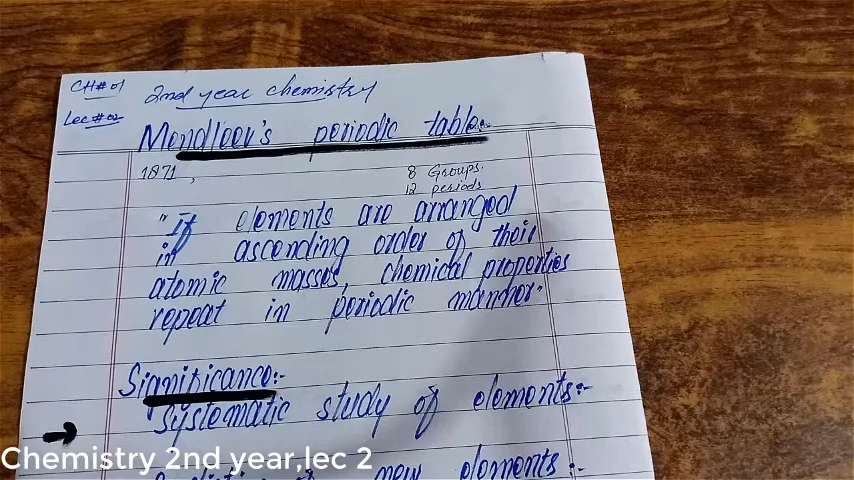 CH# 01
2nd year chemistry
Lec# 02
Mendleev's periodic table:
1871,
8 Groups.
12 periods
"if elements are arranged
in ascending order of their
atomic masses, chemical properties
repeat in periodic manner."
Significance:-
→ Systematic study of elements:-
new elements:-
Chemistry 2nd year,lec 2